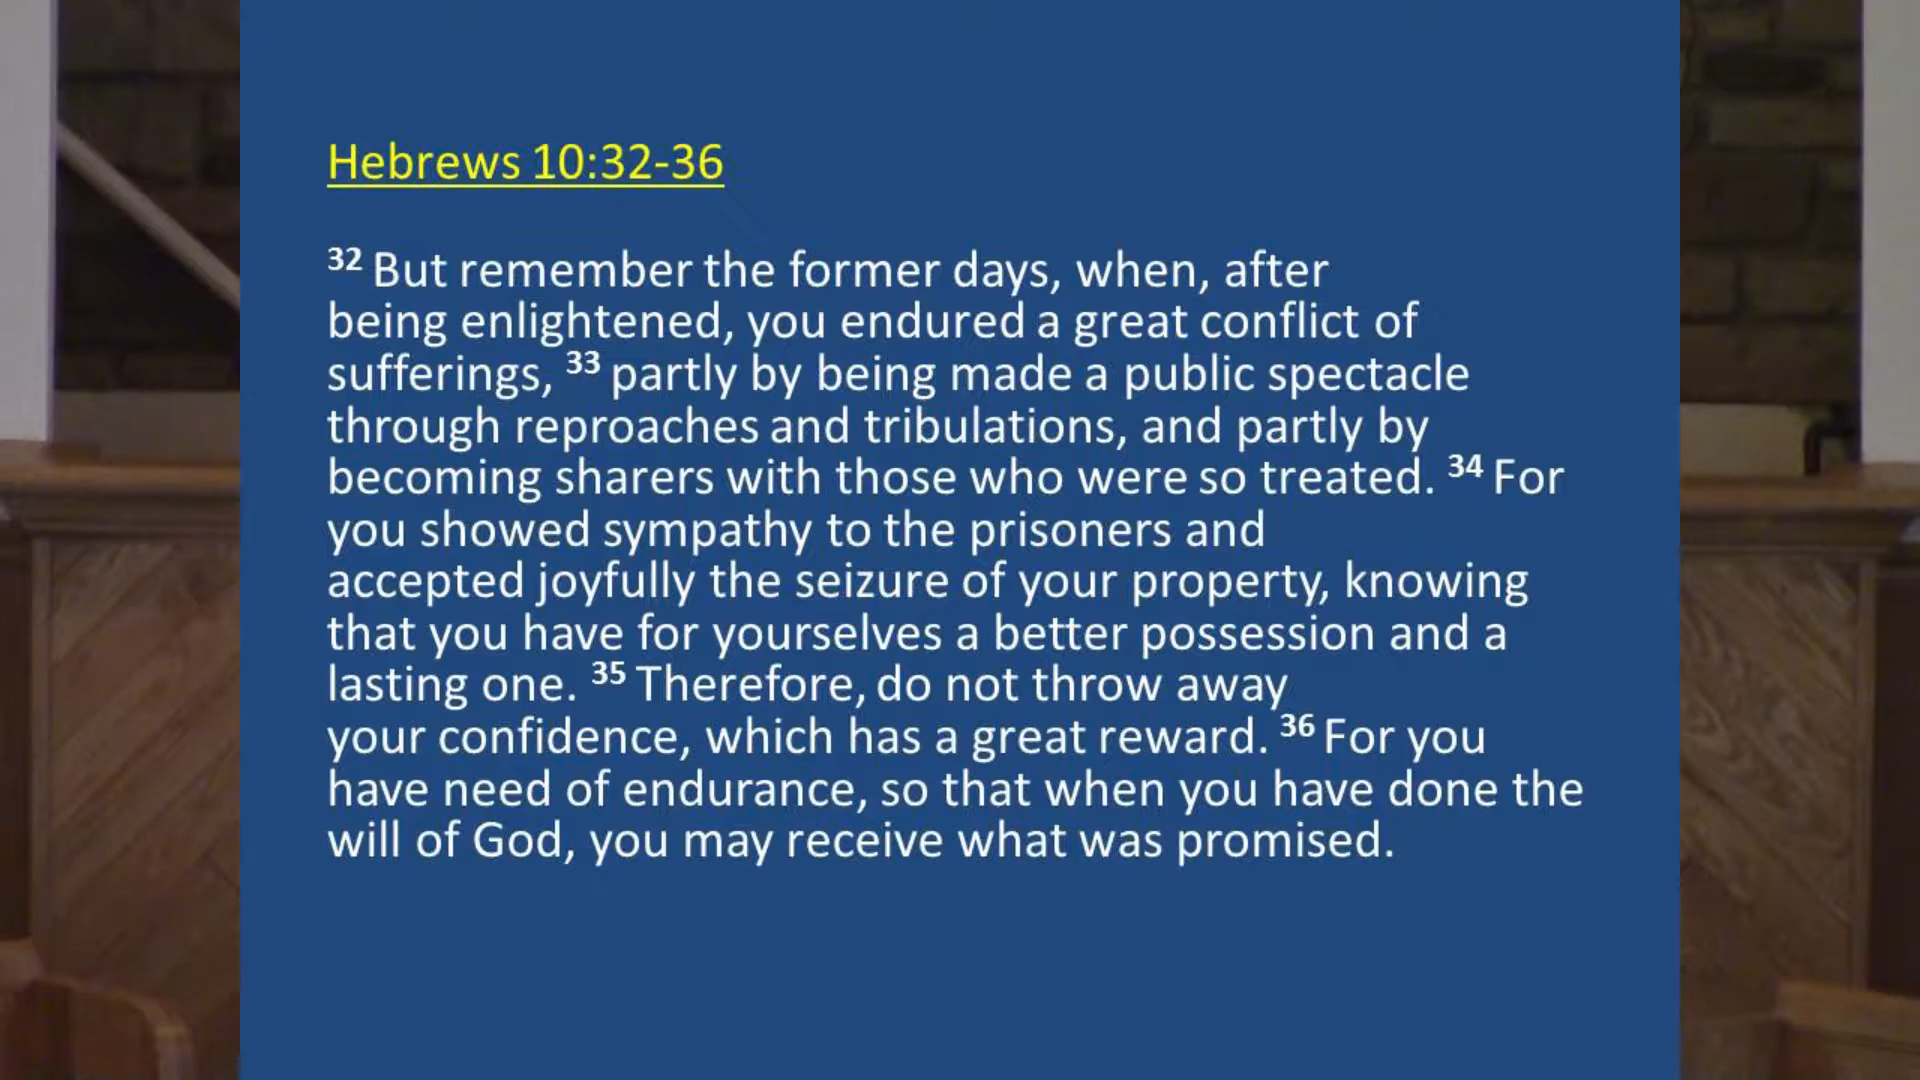 Hebrews 10:32-36
32 But remember the former days, when, after
being enlightened, you endured a great conflict of
sufferings, 33 partly by being made a public spectacle
through reproaches and tribulations, and partly by
becoming sharers with those who were so treated. 34 For
you showed sympathy to the prisoners and
accepted joyfully the seizure of your property, knowing
that you have for yourselves a better possession and a
lasting one. 35 Therefore, do not throw away
your confidence, which has a great reward. 36 For you
have need of endurance, so that when you have done the
will of God, you may receive what was promised.